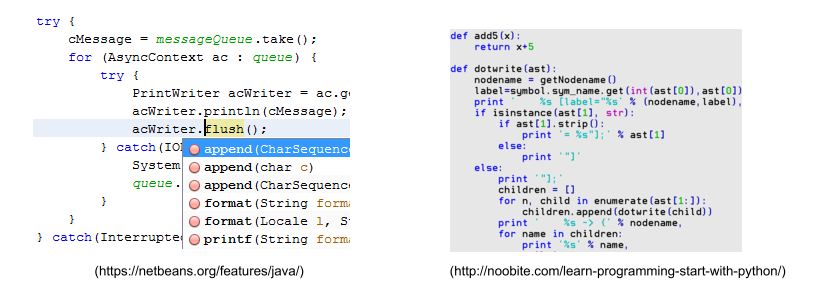 try {
cMessage = messageQueue.take();
for (AsyncContext ac : queue) {
try {
PrintWriter acWriter = ac.ge
acWriter.println(cMessage);
acWriter.flush();
} catch(IOE
System
queue.
}
}
} catch(Interrupte
append(CharSequenc
append(char c)
append(CharSequenc
format(String form
format(Locale l, St
printf(String form
(https://netbeans.org/features/java/)
def add5(x):
return x+5
def dotwrite(ast):
nodename = getNodename()
label=symbol.sym_name.get(int(ast[0]),ast[0])
print '    %s [label="%s' % (nodename, label),
if isinstance(ast[1], str):
if ast[1].strip():
print '= %s"];' % ast[1]
else:
print '"]'
else:
print '"];'
children = []
for n, child in enumerate(ast[1:]):
children.append(dotwrite(child))
print '    %s -> {' % nodename,
for name in children:
print '%s' % name,
(http://noobite.com/learn-programming-start-with-python/)